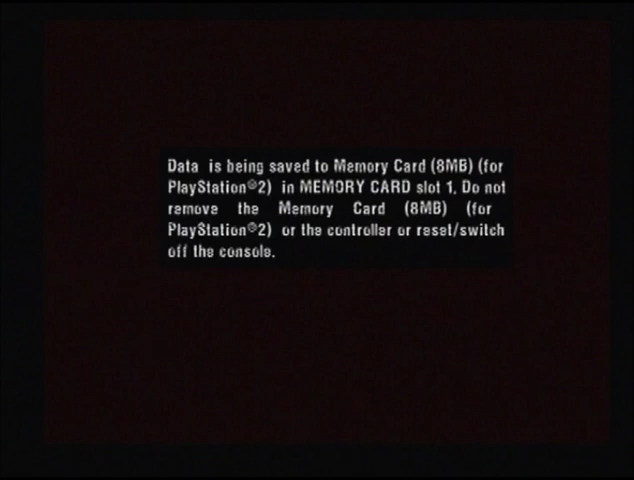 Data is being saved to Memory Card (8MB) (for
PlayStation®2) in MEMORY CARD slot 1, Do not
remove the Memory Card (8MB) (for
PlayStation®2) or the controller or reset/switch
off the console.